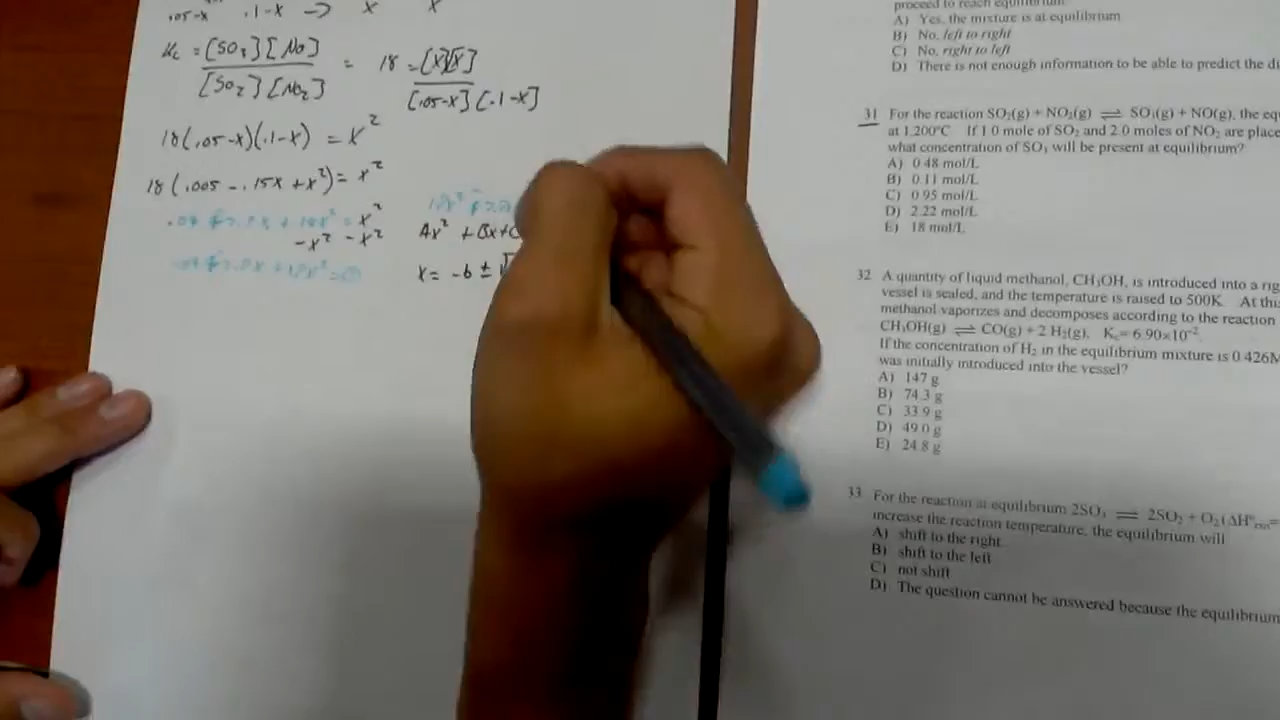 .05-x .1-x → x x
Kc = [SO3][NO] / [SO2][NO2] = 18 = [x][x] / [.05-x][.1-x]
18(.05-x)(.1-x) = x²
18(.005-.15x+x²) = x²
= x²
-x² -x²
Ax² + Bx + C
x = -b ± √
proceed to reach equilibrium
A) Yes, the mixture is at equilibrium
B) No, left to right
C) No, right to left
D) There is not enough information to be able to predict the di
31 For the reaction SO2(g) + NO2(g) ⇌ SO3(g) + NO(g), the eq
at 1,200°C If 1.0 mole of SO2 and 2.0 moles of NO2 are place
what concentration of SO3 will be present at equilibrium?
A) 0.48 mol/L
B) 0.11 mol/L
C) 0.95 mol/L
D) 2.22 mol/L
E) 18 mol/L
32 A quantity of liquid methanol, CH3OH, is introduced into a rig
vessel is sealed, and the temperature is raised to 500K. At thi
methanol vaporizes and decomposes according to the reaction
CH3OH(g) ⇌ CO(g) + 2 H2(g), Kc=6.90×10⁻².
If the concentration of H2 in the equilibrium mixture is 0.426M
was initially introduced into the vessel?
A) 147 g
B) 74.3 g
C) 33.9 g
D) 49.0 g
E) 24.8 g
33 For the reaction at equilibrium 2SO3 ⇌ 2SO2 + O2 (ΔH°rxn=
increase the reaction temperature, the equilibrium will
A) shift to the right
B) shift to the left
C) not shift
D) The question cannot be answered because the equilibrium